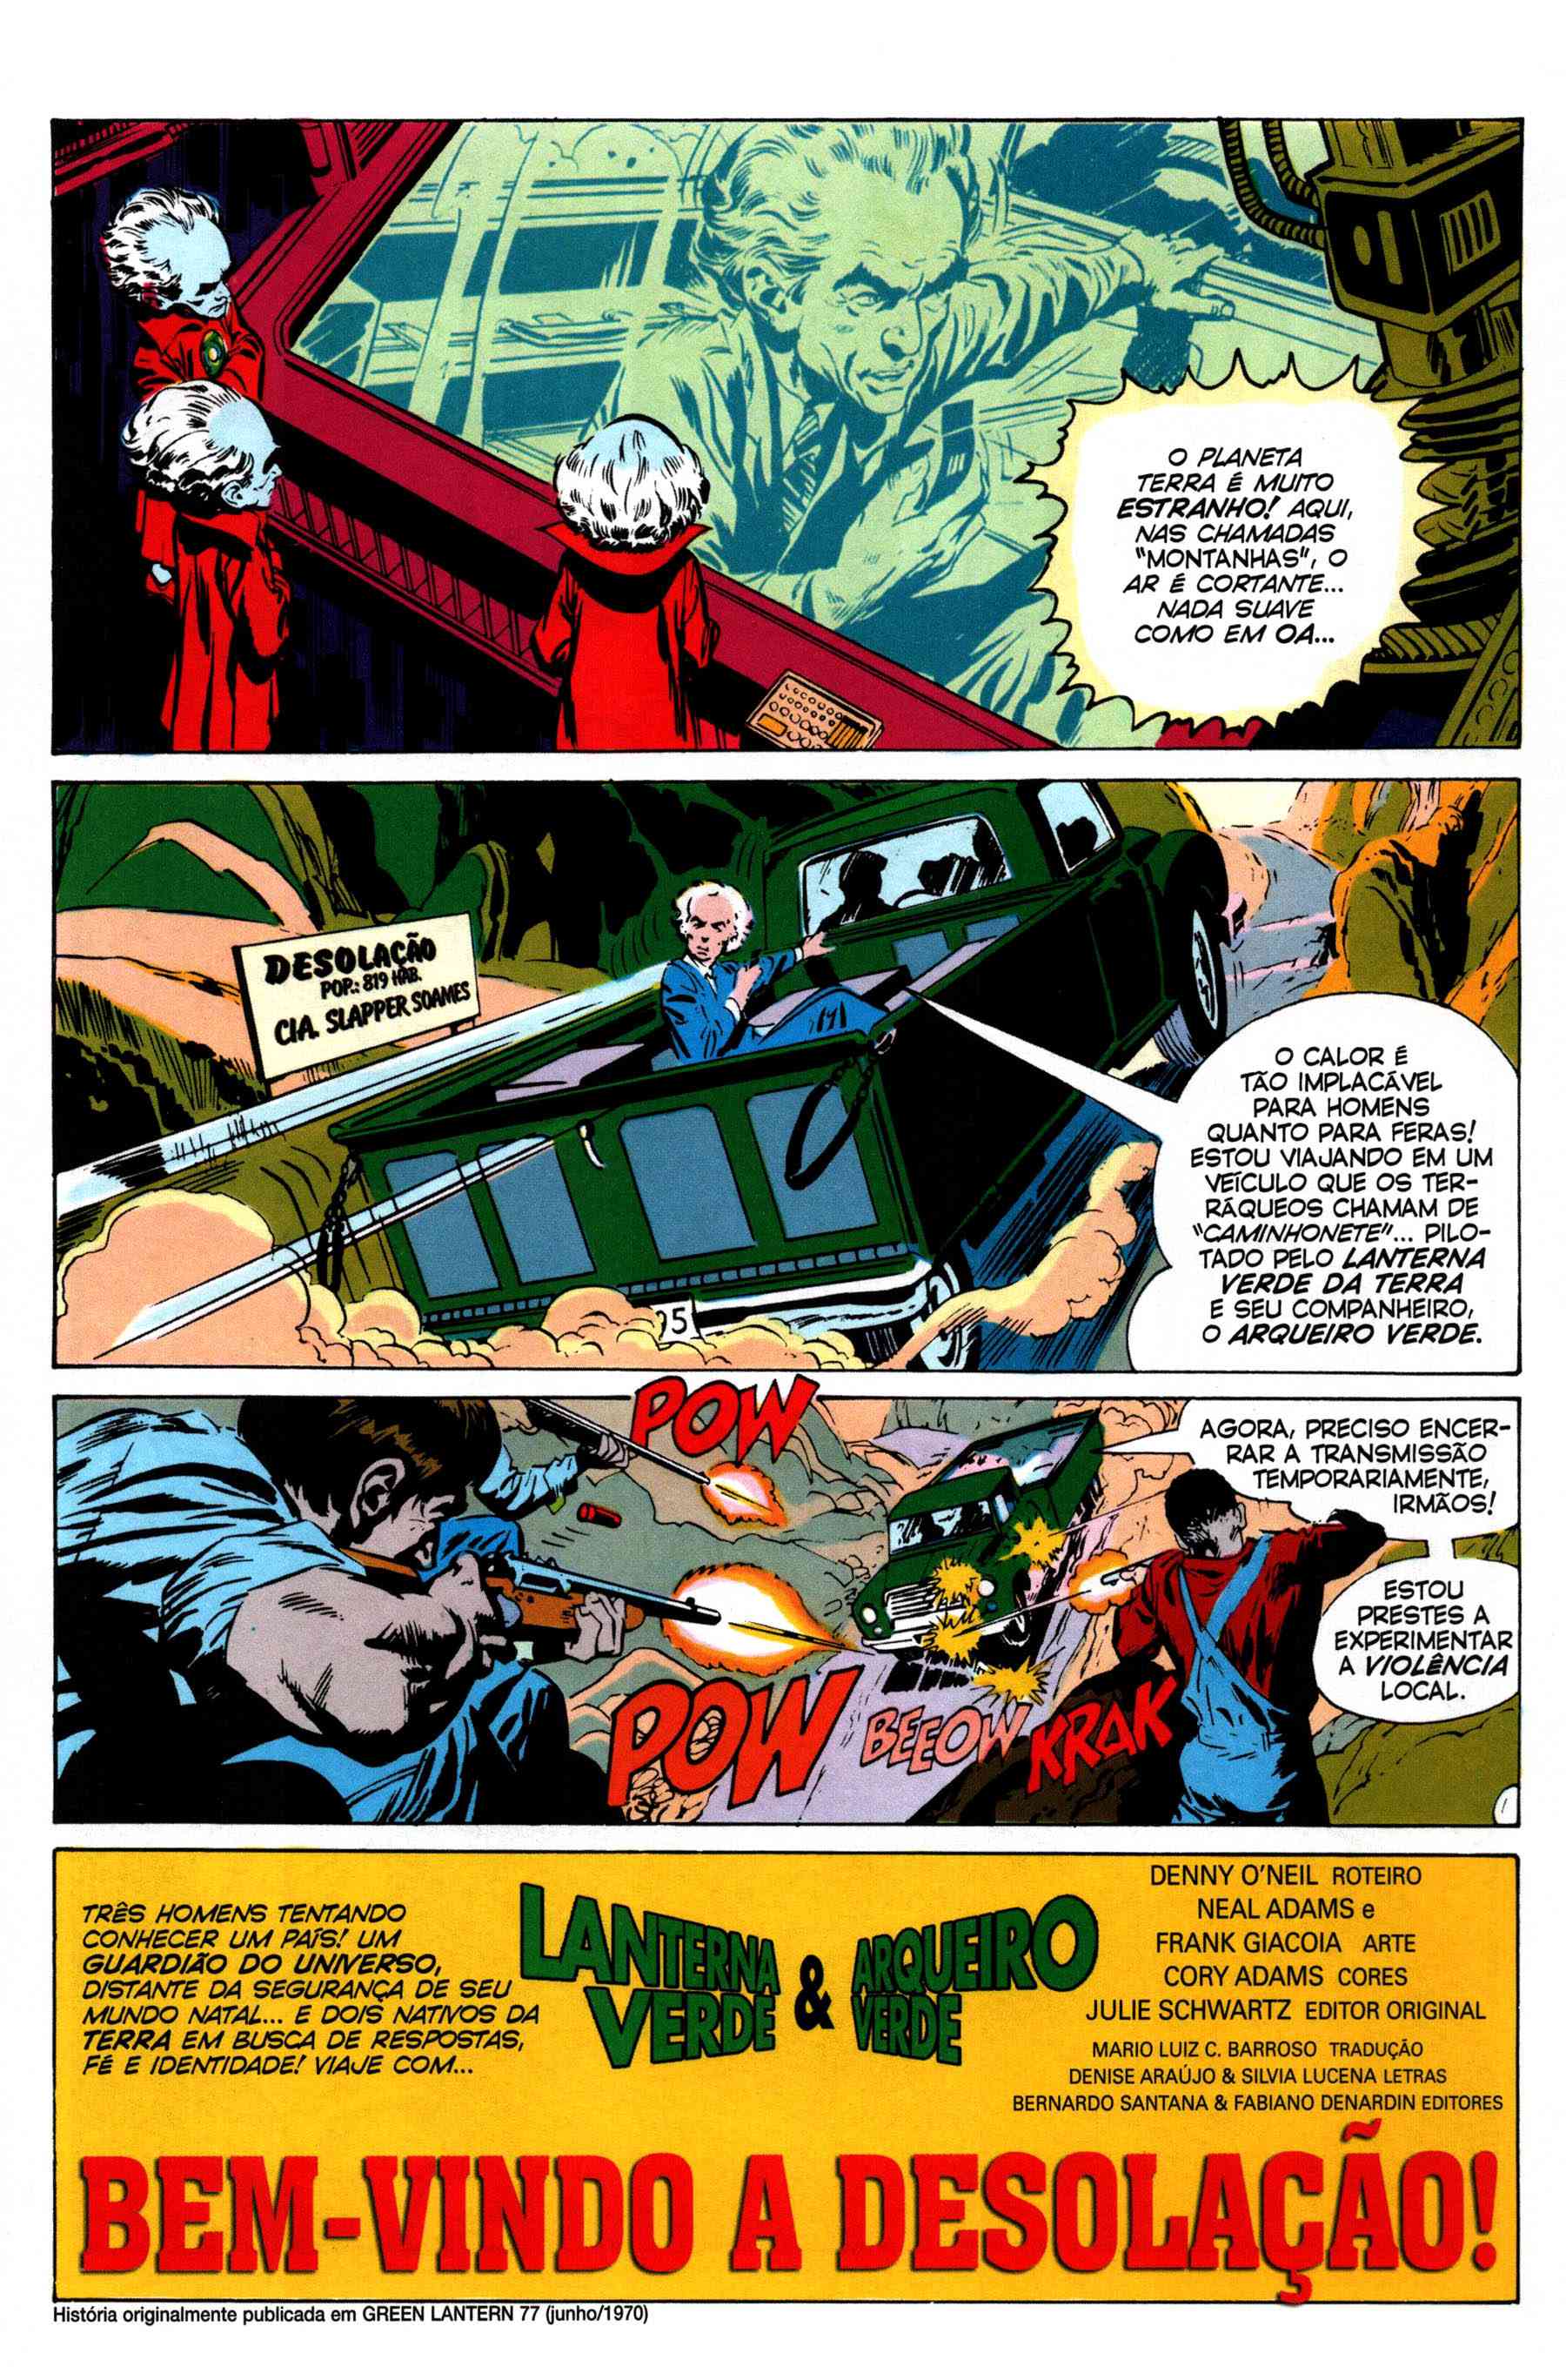 O PLANETA
TERRA É MUITO
ESTRANHO! AQUI,
NAS CHAMADAS
"MONTANHAS", O
AR É CORTANTE...
NADA SUAVE
COMO EM OA...
DESOLAÇÃO
POP.: 819 HAB.
CIA. SLAPPER SOAMES
O CALOR É
TÃO IMPLACÁVEL
PARA HOMENS
QUANTO PARA FERAS!
ESTOU VIAJANDO EM UM
VEÍCULO QUE OS TER-
RÁQUEOS CHAMAM DE
"CAMINHONETE"... PILO-
TADO PELO LANTERNA
VERDE DA TERRA
E SEU COMPANHEIRO,
O ARQUEIRO VERDE.
95
POW
AGORA, PRECISO ENCER-
RAR A TRANSMISSÃO
TEMPORARIAMENTE,
IRMÃOS!
ESTOU
PRESTES A
EXPERIMENTAR
A VIOLÊNCIA
LOCAL.
POW
BEEOW
KRAK
1
TRÊS HOMENS TENTANDO
CONHECER UM PAÍS! UM
GUARDIÃO DO UNIVERSO,
DISTANTE DA SEGURANÇA DE SEU
MUNDO NATAL... E DOIS NATIVOS DA
TERRA EM BUSCA DE RESPOSTAS,
FÉ E IDENTIDADE! VIAJE COM...
LANTERNA
VERDE
&
ARQUEIRO
VERDE
DENNY O'NEIL ROTEIRO
NEAL ADAMS e
FRANK GIACOIA ARTE
CORY ADAMS CORES
JULIE SCHWARTZ EDITOR ORIGINAL
MARIO LUIZ C. BARROSO TRADUÇÃO
DENISE ARAÚJO & SILVIA LUCENA LETRAS
BERNARDO SANTANA & FABIANO DENARDIN EDITORES
BEM-VINDO A DESOLAÇÃO!
História originalmente publicada em GREEN LANTERN 77 (junho/1970)